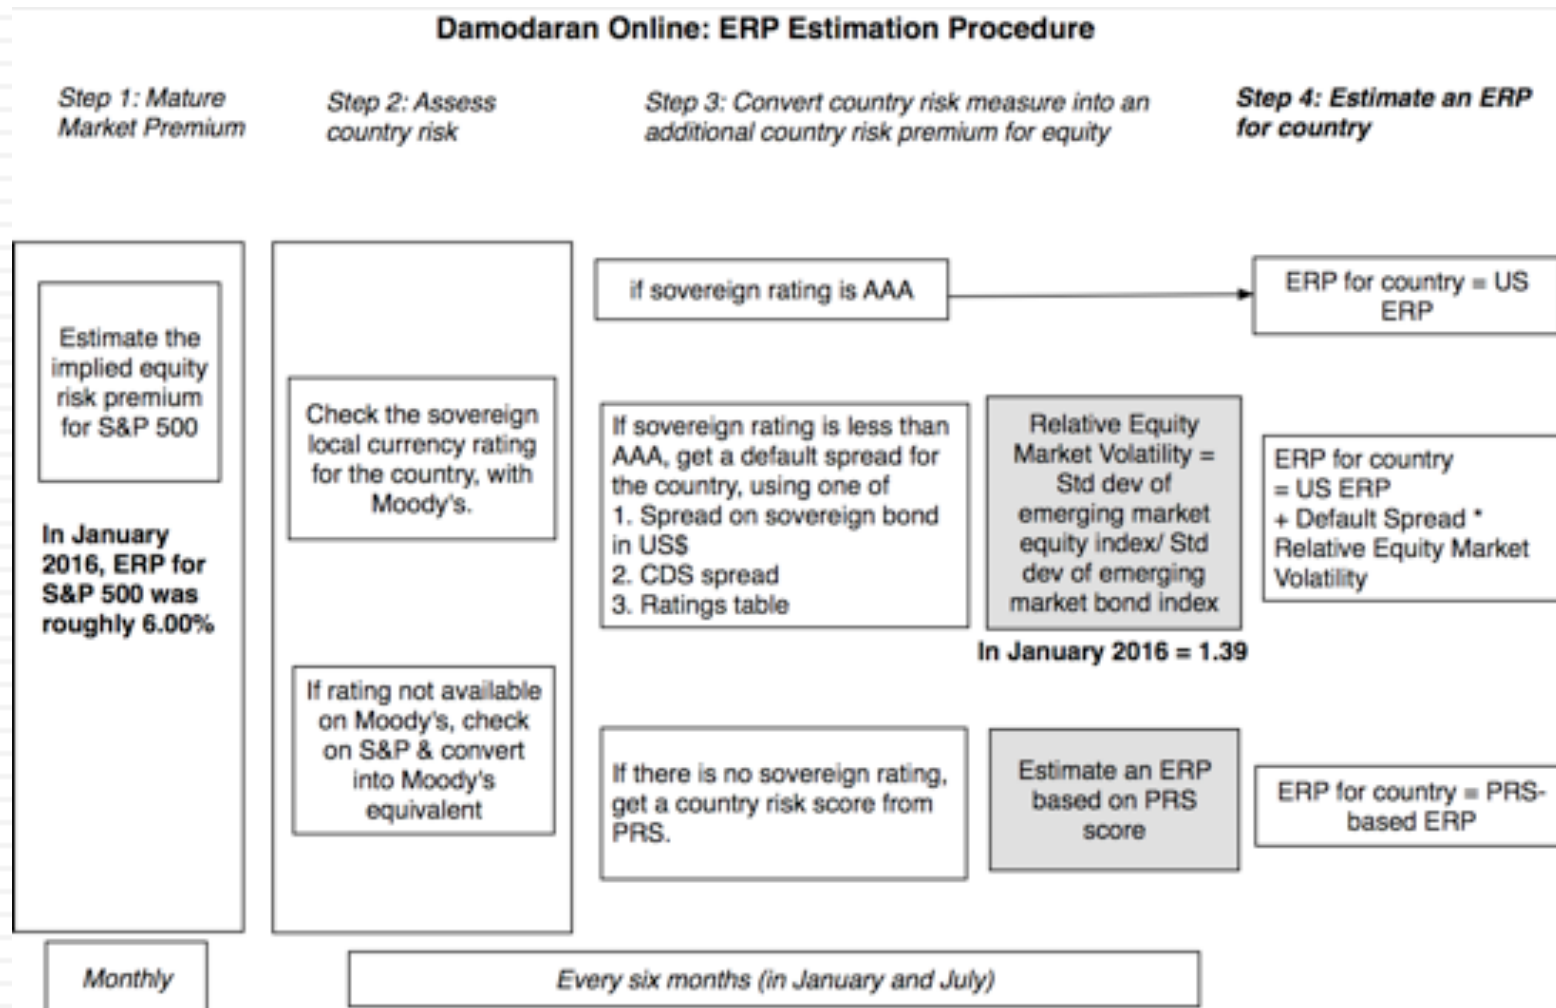 Damodaran Online: ERP Estimation Procedure
Step 1: Mature
Market Premium
Step 2: Assess
country risk
Step 3: Convert country risk measure into an
additional country risk premium for equity
Step 4: Estimate an ERP
for country
Estimate the
implied equity
risk premium
for S&P 500
In January
2016, ERP for
S&P 500 was
roughly 6.00%
Check the sovereign
local currency rating
for the country, with
Moody's.
If rating not available
on Moody's, check
on S&P & convert
into Moody's
equivalent
if sovereign rating is AAA
ERP for country = US
ERP
If sovereign rating is less than
AAA, get a default spread for
the country, using one of
1. Spread on sovereign bond
in US$
2. CDS spread
3. Ratings table
Relative Equity
Market Volatility =
Std dev of
emerging market
equity index/ Std
dev of emerging
market bond index
In January 2016 = 1.39
ERP for country
= US ERP
+ Default Spread *
Relative Equity Market
Volatility
If there is no sovereign rating,
get a country risk score from
PRS.
Estimate an ERP
based on PRS
score
ERP for country = PRS-
based ERP
Monthly
Every six months (in January and July)